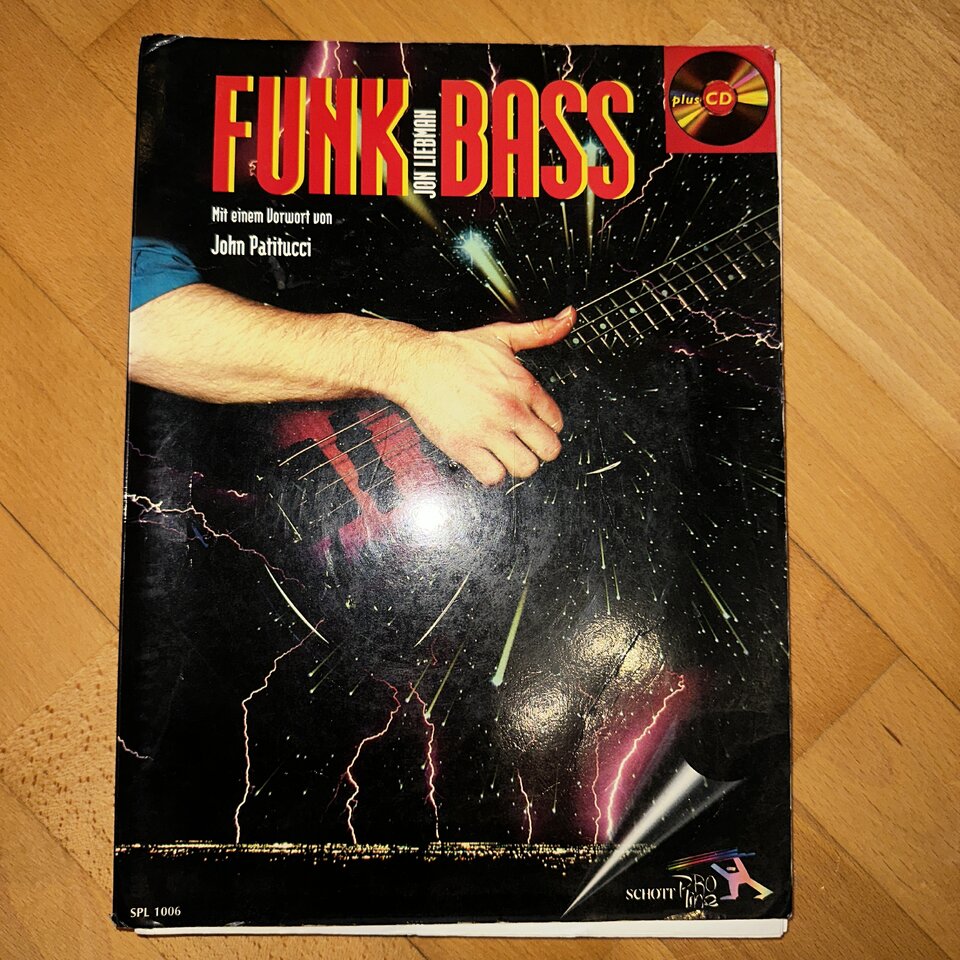 FUNK BASS
JON LIEBMAN
plus CD
Mit einem Vorwort von
John Patitucci
SPL 1006
SCHOTT PRO
LINE